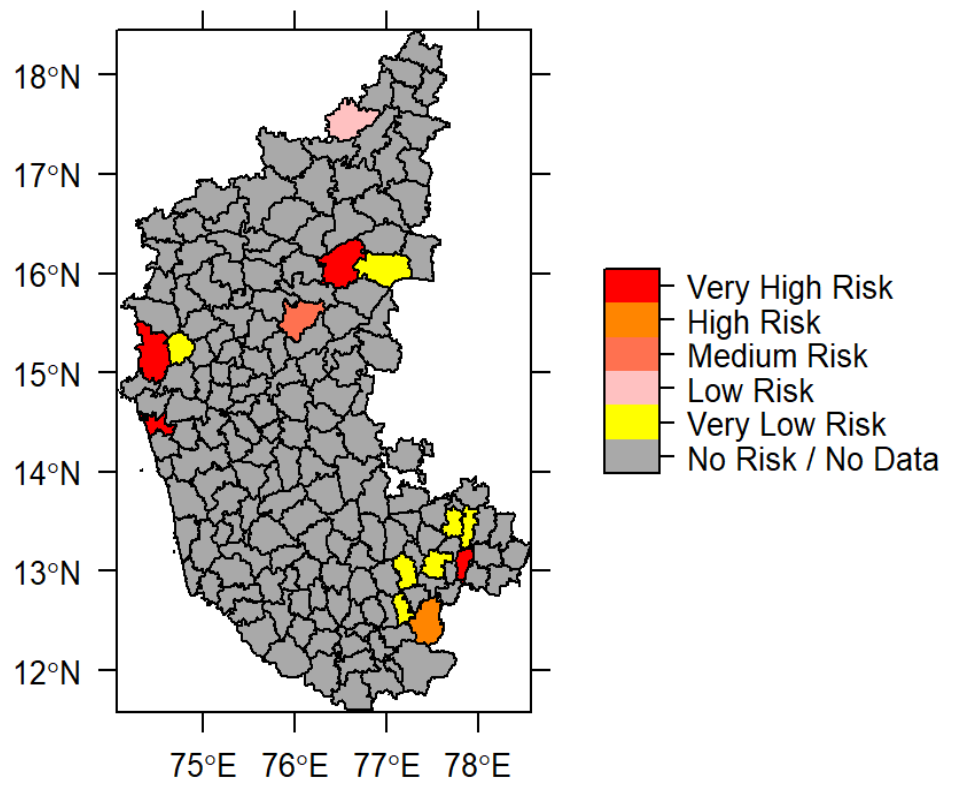 18°N
17°N
16°N
15°N
14°N
13°N
12°N
75°E 76°E 77°E 78°E
Very High Risk
High Risk
Medium Risk
Low Risk
Very Low Risk
No Risk / No Data